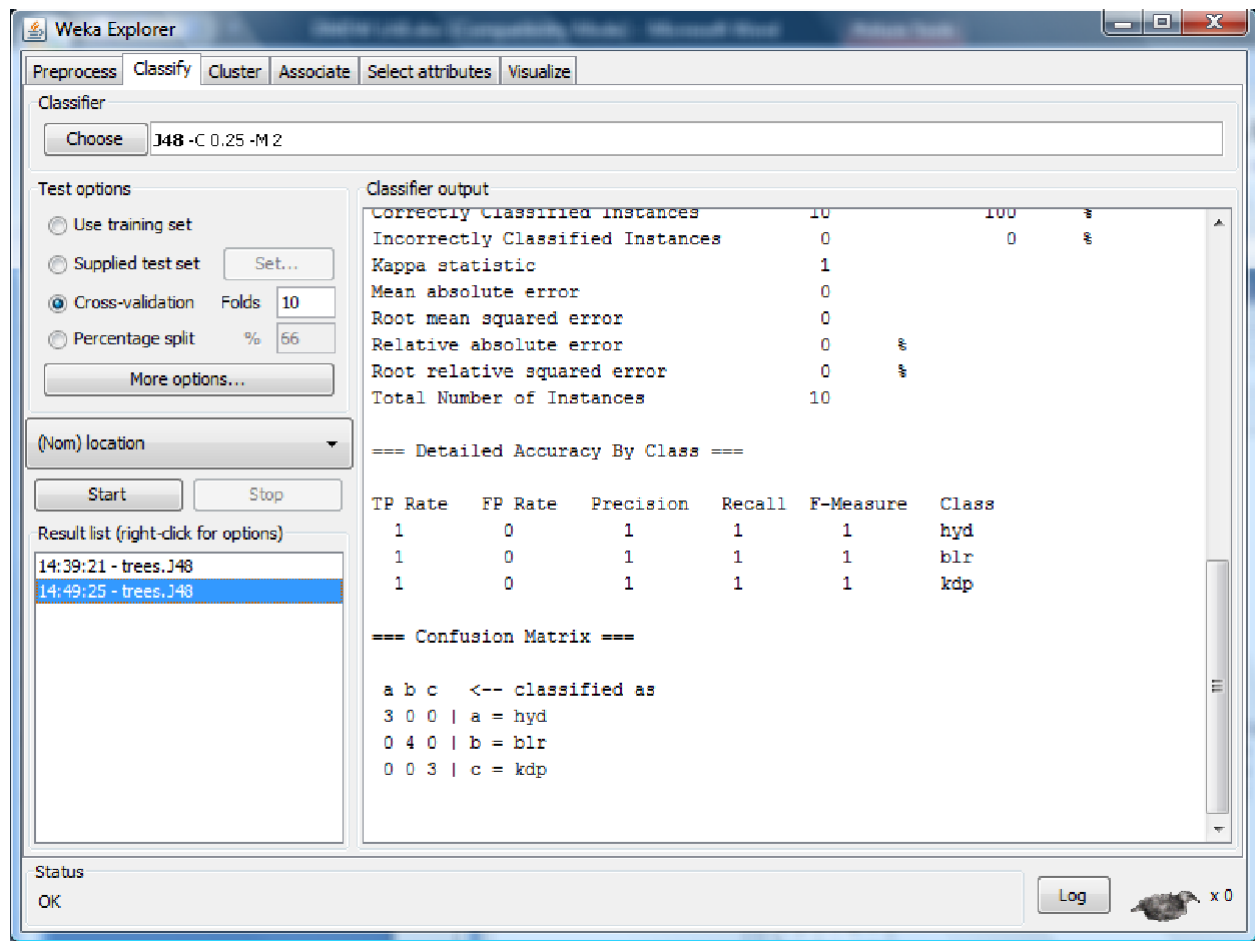 Weka Explorer
Preprocess Classify Cluster Associate Select attributes Visualize
Classifier
Choose J48 -C 0.25 -M 2
Test options
Use training set
Supplied test set Set...
Cross-validation Folds 10
Percentage split % 66
More options...
(Nom) location
Start Stop
Result list (right-click for options)
14:39:21 - trees.J48
14:49:25 - trees.J48
Classifier output
Correctly Classified Instances 10 100 %
Incorrectly Classified Instances 0 0 %
Kappa statistic 1
Mean absolute error 0
Root mean squared error 0
Relative absolute error 0 %
Root relative squared error 0 %
Total Number of Instances 10
=== Detailed Accuracy By Class ===
TP Rate FP Rate Precision Recall F-Measure Class
1 0 1 1 1 hyd
1 0 1 1 1 blr
1 0 1 1 1 kdp
=== Confusion Matrix ===
a b c <-- classified as
3 0 0 | a = hyd
0 4 0 | b = blr
0 0 3 | c = kdp
Status
OK
Log x 0